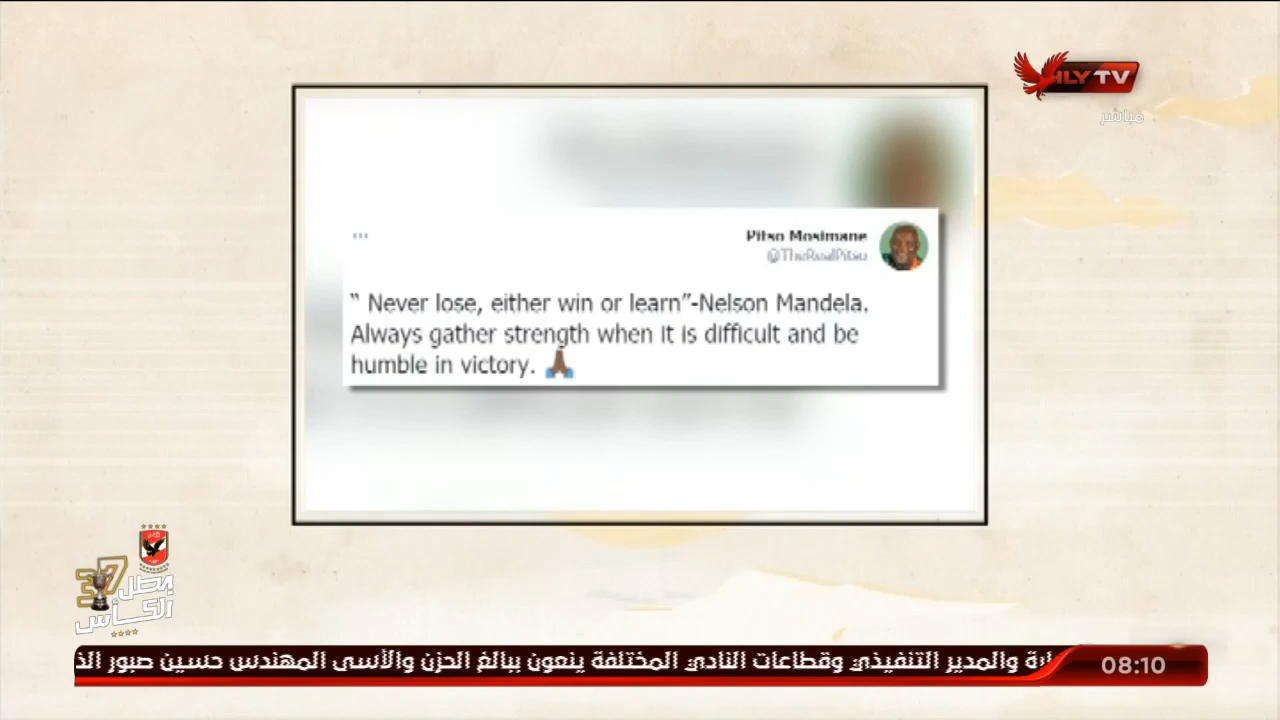 HLY TV
مباشر
Pitso Mosimane
@TheRealPitso
“ Never lose, either win or learn”-Nelson Mandela.
Always gather strength when it is difficult and be
humble in victory.
37
بطل
الكأس
والمدير التنفيذي وقطاعات النادي المختلفة ينعون ببالغ الحزن والأسى المهندس حسين صبور
08:10